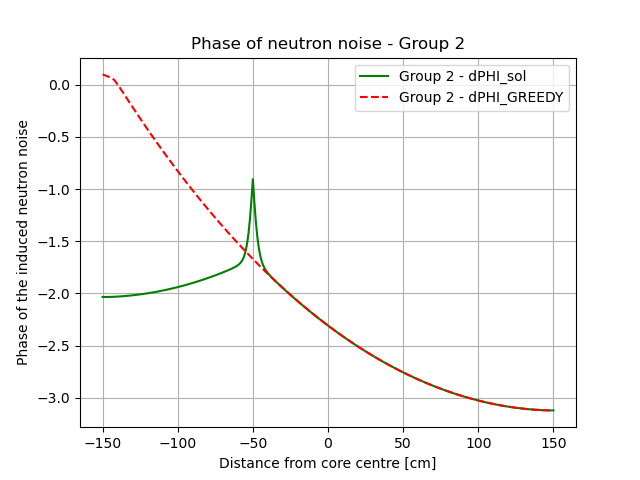 Phase of neutron noise - Group 2
Group 2 - dPHI_sol
Group 2 - dPHI_GREEDY
Phase of the induced neutron noise
0.0
−0.5
−1.0
−1.5
−2.0
−2.5
−3.0
−150 −100 −50 0 50 100 150
Distance from core centre [cm]